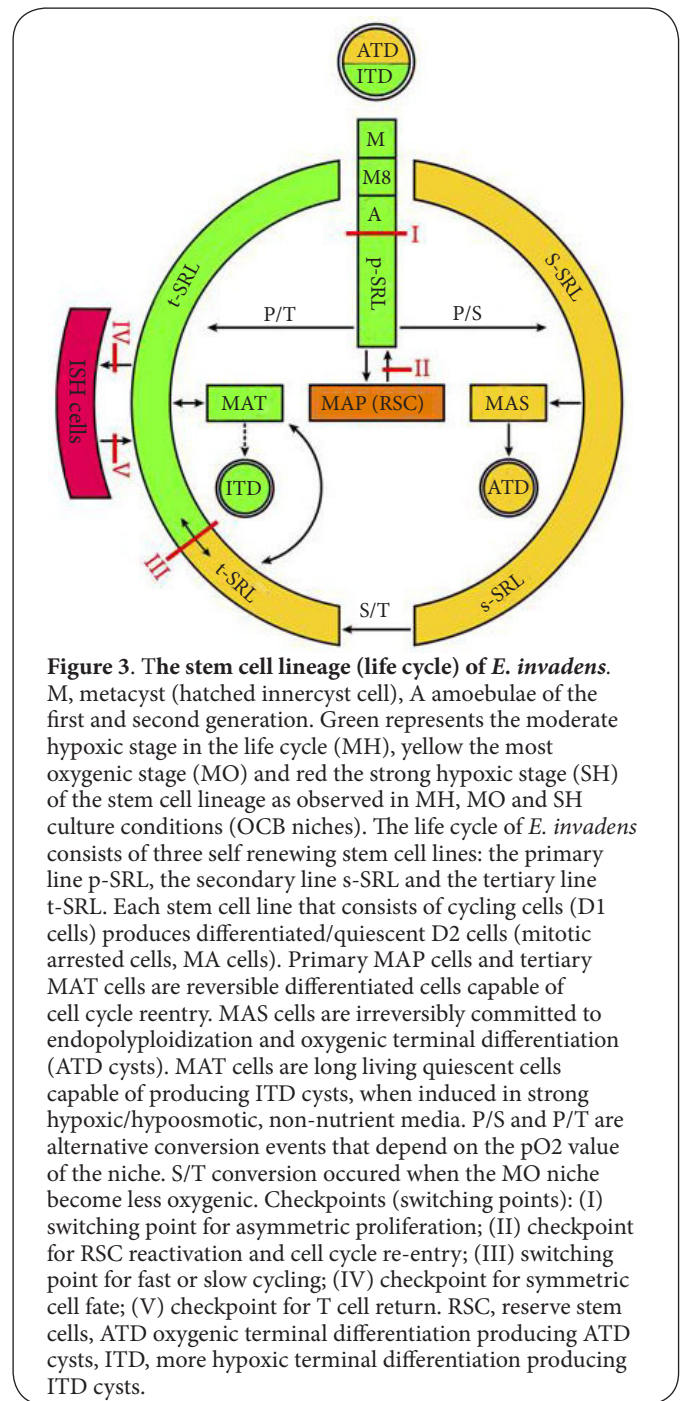 ATD
ITD
M
M8
A
I
p-SRL
t-SRL
S-SRL
P/T
P/S
IV
ISH cells
II
MAT
MAP (RSC)
MAS
V
ITD
ATD
III
t-SRL
s-SRL
S/T
Figure 3. The stem cell lineage (life cycle) of E. invadens.
M, metacyst (hatched innercyst cell), A amoebulae of the
first and second generation. Green represents the moderate
hypoxic stage in the life cycle (MH), yellow the most
oxygenic stage (MO) and red the strong hypoxic stage (SH)
of the stem cell lineage as observed in MH, MO and SH
culture conditions (OCB niches). The life cycle of E. invadens
consists of three self renewing stem cell lines: the primary
line p-SRL, the secondary line s-SRL and the tertiary line
t-SRL. Each stem cell line that consists of cycling cells (D1
cells) produces differentiated/quiescent D2 cells (mitotic
arrested cells, MA cells). Primary MAP cells and tertiary
MAT cells are reversible differentiated cells capable of
cell cycle reentry. MAS cells are irreversibly committed to
endopolyploidization and oxygenic terminal differentiation
(ATD cysts). MAT cells are long living quiescent cells
capable of producing ITD cysts, when induced in strong
hypoxic/hypoosmotic, non-nutrient media. P/S and P/T are
alternative conversion events that depend on the pO2 value
of the niche. S/T conversion occured when the MO niche
become less oxygenic. Checkpoints (switching points): (I)
switching point for asymmetric proliferation; (II) checkpoint
for RSC reactivation and cell cycle re-entry; (III) switching
point for fast or slow cycling; (IV) checkpoint for symmetric
cell fate; (V) checkpoint for T cell return. RSC, reserve stem
cells, ATD oxygenic terminal differentiation producing ATD
cysts, ITD, more hypoxic terminal differentiation producing
ITD cysts.